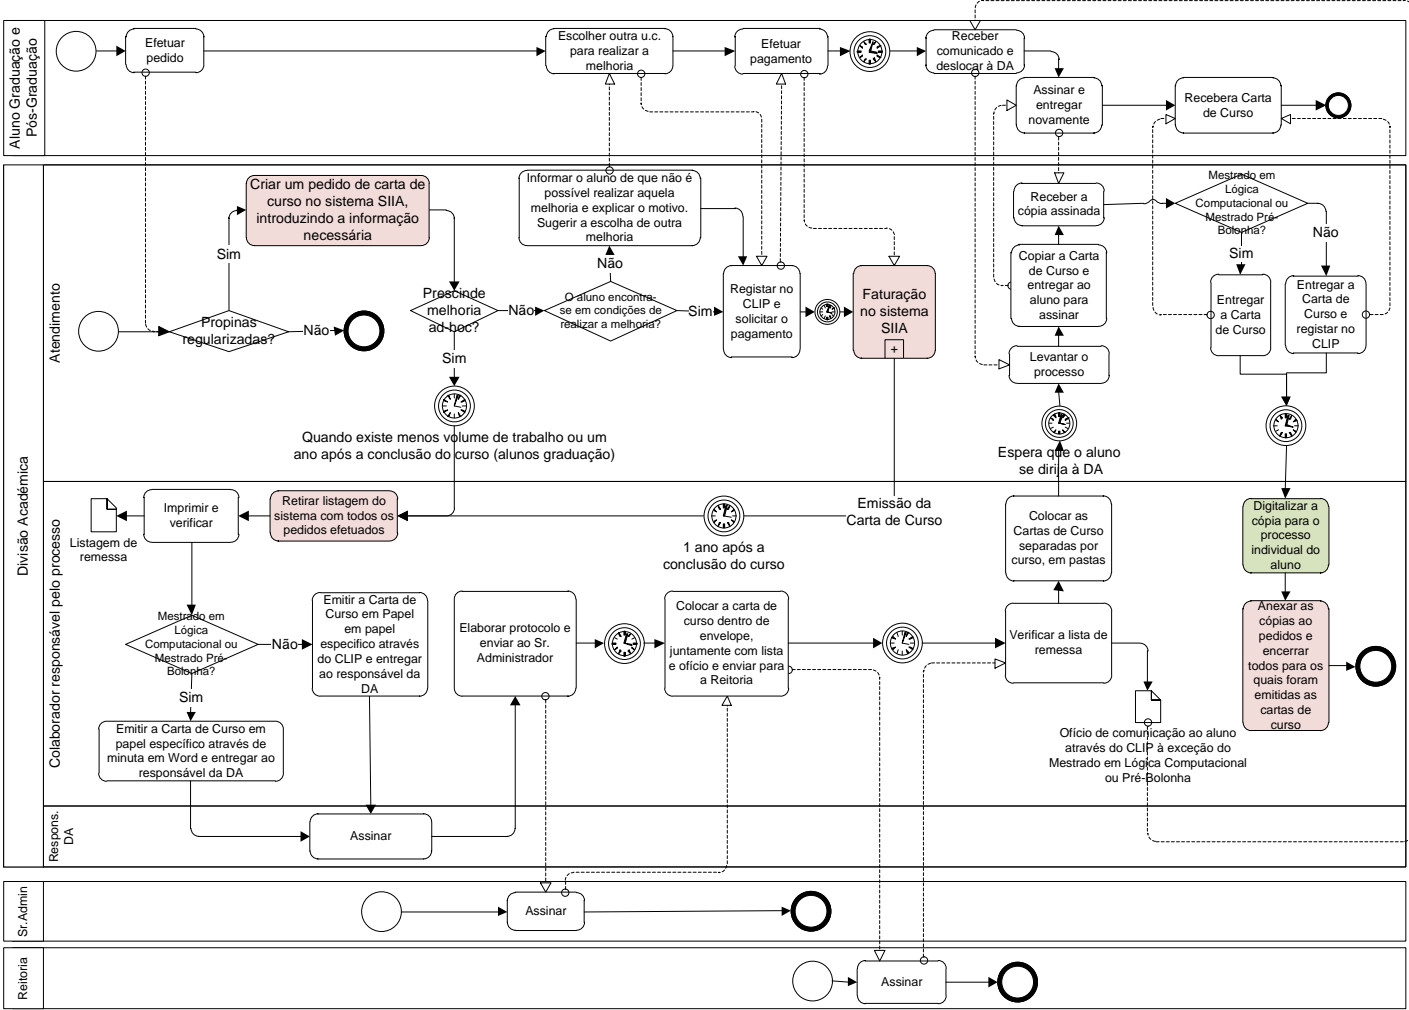 Aluno Graduação e
Pós-Graduação
Efetuar
pedido
Escolher outra u.c.
para realizar a
melhoria
Efetuar
pagamento
Receber
comunicado e
deslocar à DA
Assinar e
entregar
novamente
Recebera Carta
de Curso
Divisão Académica
Atendimento
Criar um pedido de carta de
curso no sistema SIIA,
introduzindo a informação
necessária
Sim
Propinas
regularizadas?
Não
Prescinde
melhoria
ad-hoc?
Não
Sim
Informar o aluno de que não é
possível realizar aquela
melhoria e explicar o motivo.
Sugerir a escolha de outra
melhoria
Não
O aluno encontra-
se em condições de
realizar a melhoria?
Sim
Registar no
CLIP e
solicitar o
pagamento
Faturação
no sistema
SIIA
+
Receber a
cópia assinada
Copiar a Carta
de Curso e
entregar ao
aluno para
assinar
Levantar o
processo
Mestrado em
Lógica
Computacional ou
Mestrado Pré-
Bolonha?
Sim
Não
Entregar
a Carta
de Curso
Entregar a
Carta de
Curso e
registar no
CLIP
Quando existe menos volume de trabalho ou um
ano após a conclusão do curso (alunos graduação)
Espera que o aluno
se dirija à DA
Colaborador responsável pelo processo
Listagem de
remessa
Imprimir e
verificar
Retirar listagem do
sistema com todos os
pedidos efetuados
1 ano após a
conclusão do curso
Emissão da
Carta de Curso
Colocar as
Cartas de Curso
separadas por
curso, em pastas
Digitalizar a
cópia para o
processo
individual do
aluno
Mestrado em
Lógica
Computacional ou
Mestrado Pré-
Bolonha?
Não
Sim
Emitir a Carta de
Curso em Papel
em papel
especifico através
do CLIP e entregar
ao responsável da
DA
Elaborar protocolo e
enviar ao Sr.
Administrador
Colocar a carta de
curso dentro de
envelope,
juntamente com lista
e ofício e enviar para
a Reitoria
Verificar a lista de
remessa
Anexar as
cópias ao
pedidos e
encerrar
todos para os
quais foram
emitidas as
cartas de
curso
Emitir a Carta de Curso em
papel específico através de
minuta em Word e entregar ao
responsável da DA
Ofício de comunicação ao aluno
através do CLIP à exceção do
Mestrado em Lógica Computacional
ou Pré-Bolonha
Respons.
DA
Assinar
Sr.Admin
Assinar
Reitoria
Assinar